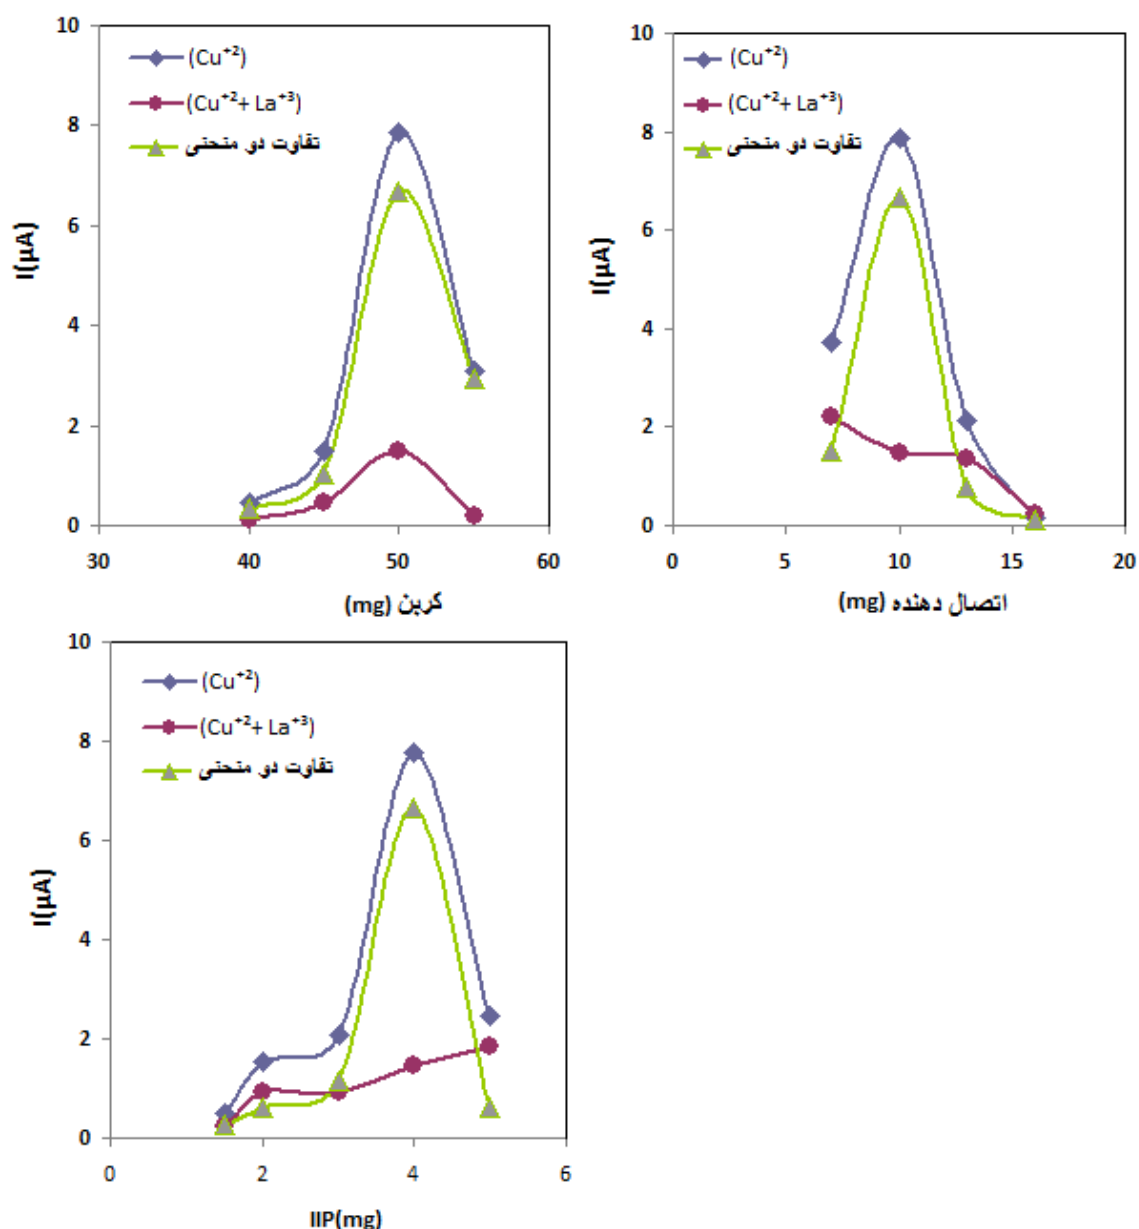 10
8
6
4
2
0
I(µA)
(Cu⁺²)
(Cu⁺²+ La⁺³)
تفاوت دو منحنی
30
40
50
60
کربن (mg)
10
8
6
4
2
0
I(µA)
(Cu⁺²)
(Cu⁺²+ La⁺³)
تفاوت دو منحنی
0
5
10
15
20
اتصال دهنده (mg)
10
8
6
4
2
0
I(µA)
(Cu⁺²)
(Cu⁺²+ La⁺³)
تفاوت دو منحنی
0
2
4
6
IIP(mg)